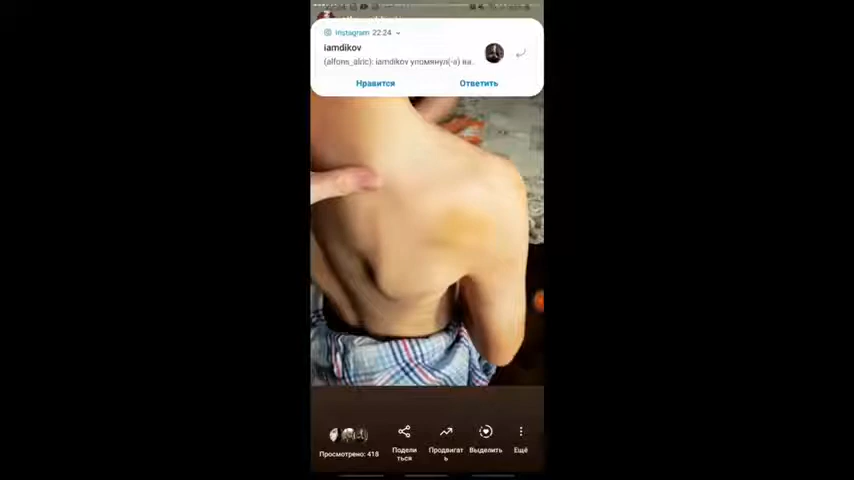 Instagram 22:24
iamdikov
(alfons_alric): iamdikov упомянул(-а) ва..
Нравится
Ответить
Просмотрено: 418
Подели
ться
Продвигат
ь
Выделить
Ещё